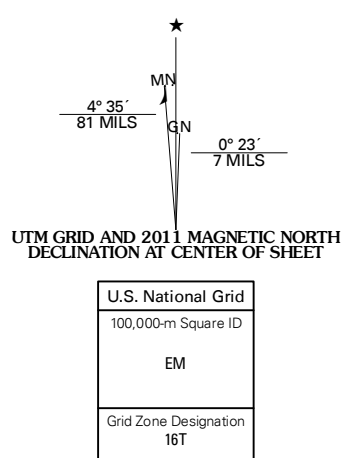 ★
MN
4° 35´
81 MILS
GN
0° 23´
7 MILS
UTM GRID AND 2011 MAGNETIC NORTH
DECLINATION AT CENTER OF SHEET
U.S. National Grid
100,000-m Square ID
EM
Grid Zone Designation
16T